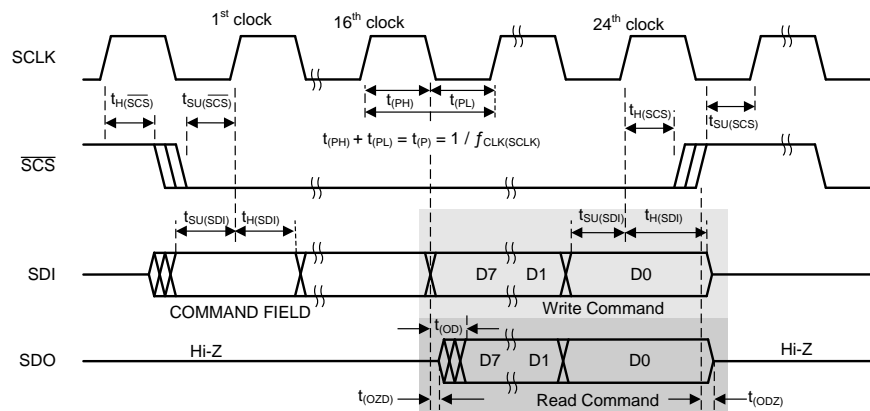 1st clock 16th clock 24th clock
SCLK
tH(SCS) tSU(SCS) t(PH) t(PL) tH(SCS) tSU(SCS)
t(PH) + t(PL) = t(P) = 1 / fCLK(SCLK)
SCS
tSU(SDI) tH(SDI) tSU(SDI) tH(SDI)
SDI D7 D1 D0
COMMAND FIELD Write Command
t(OD)
SDO Hi-Z D7 D1 D0 Hi-Z
t(OZD) Read Command t(ODZ)